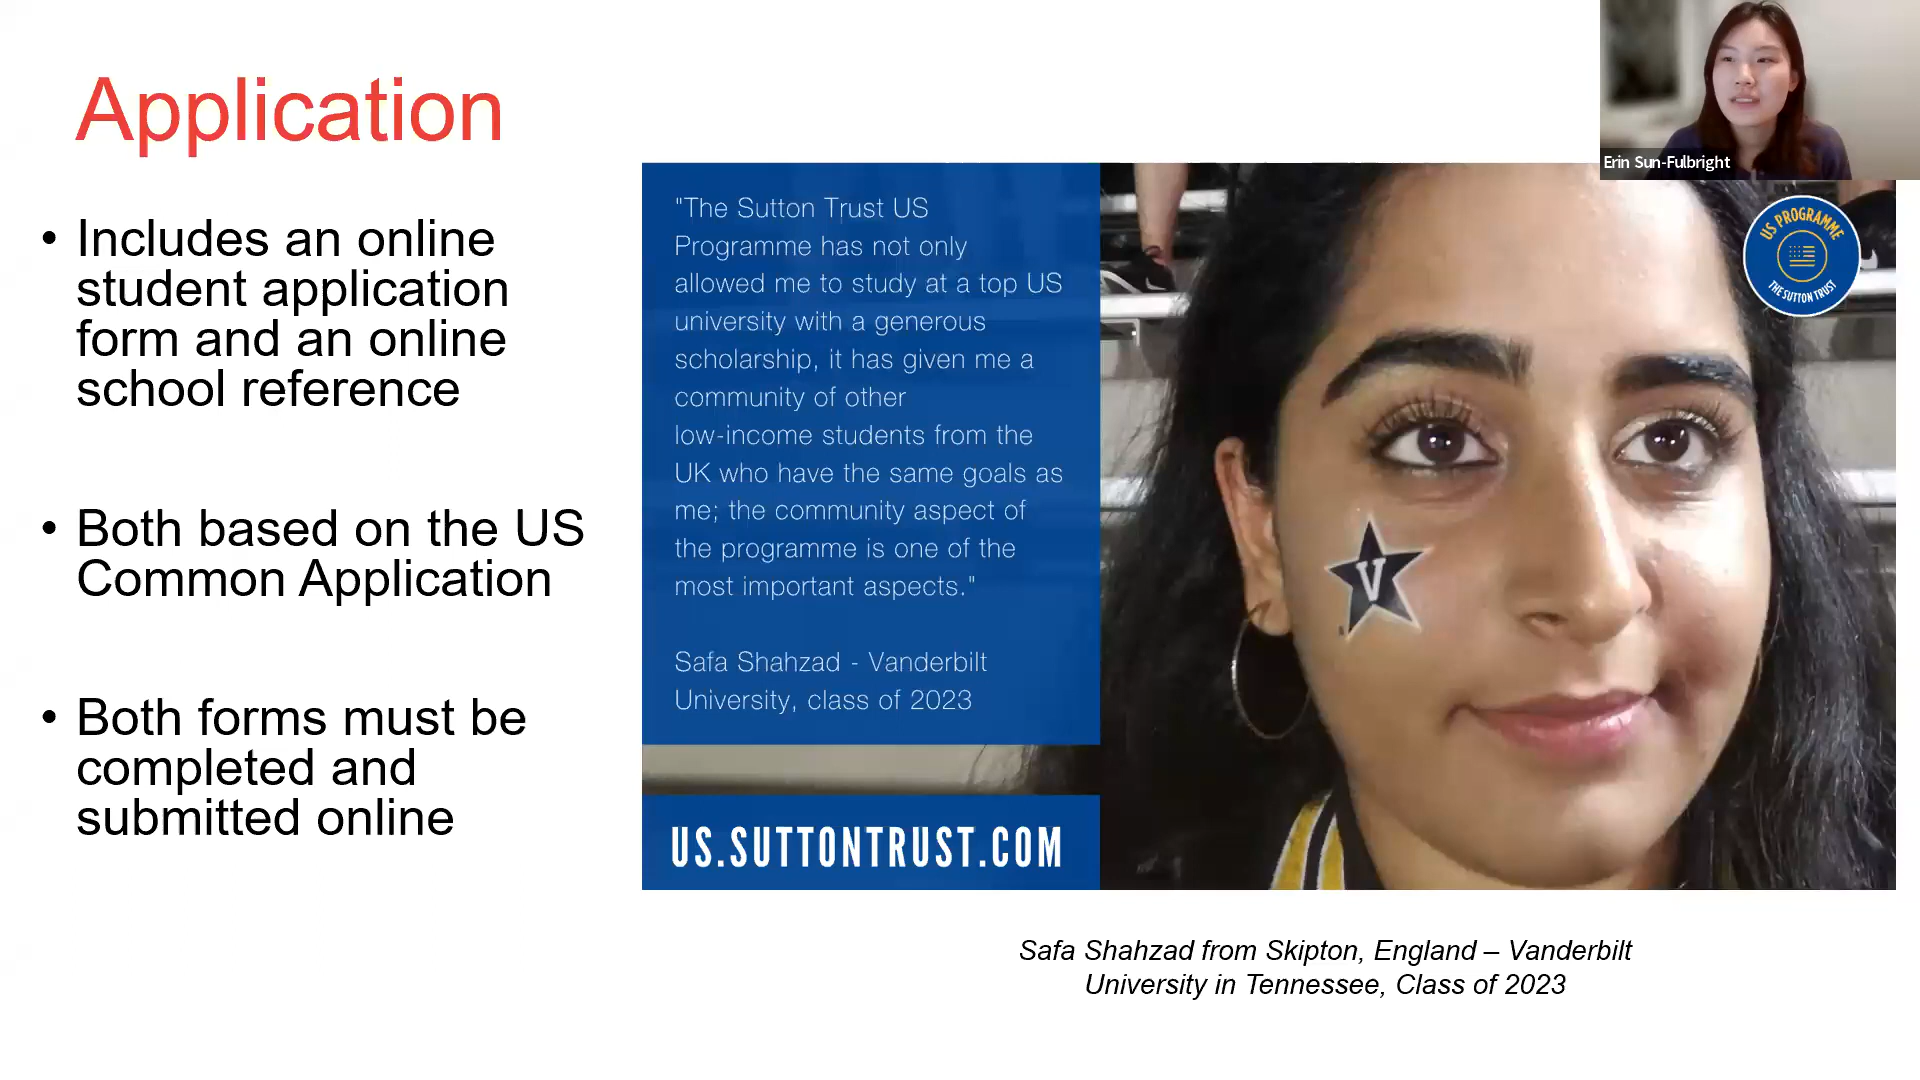 Application
• Includes an online
student application
form and an online
school reference
• Both based on the US
Common Application
• Both forms must be
completed and
submitted online
"The Sutton Trust US
Programme has not only
allowed me to study at a top US
university with a generous
scholarship, it has given me a
community of other
low-income students from the
UK who have the same goals as
me; the community aspect of
the programme is one of the
most important aspects."
Safa Shahzad - Vanderbilt
University, class of 2023
US.SUTTONTRUST.COM
V
US PROGRAMME
THE SUTTON TRUST
Erin Sun-Fulbright
Safa Shahzad from Skipton, England – Vanderbilt
University in Tennessee, Class of 2023